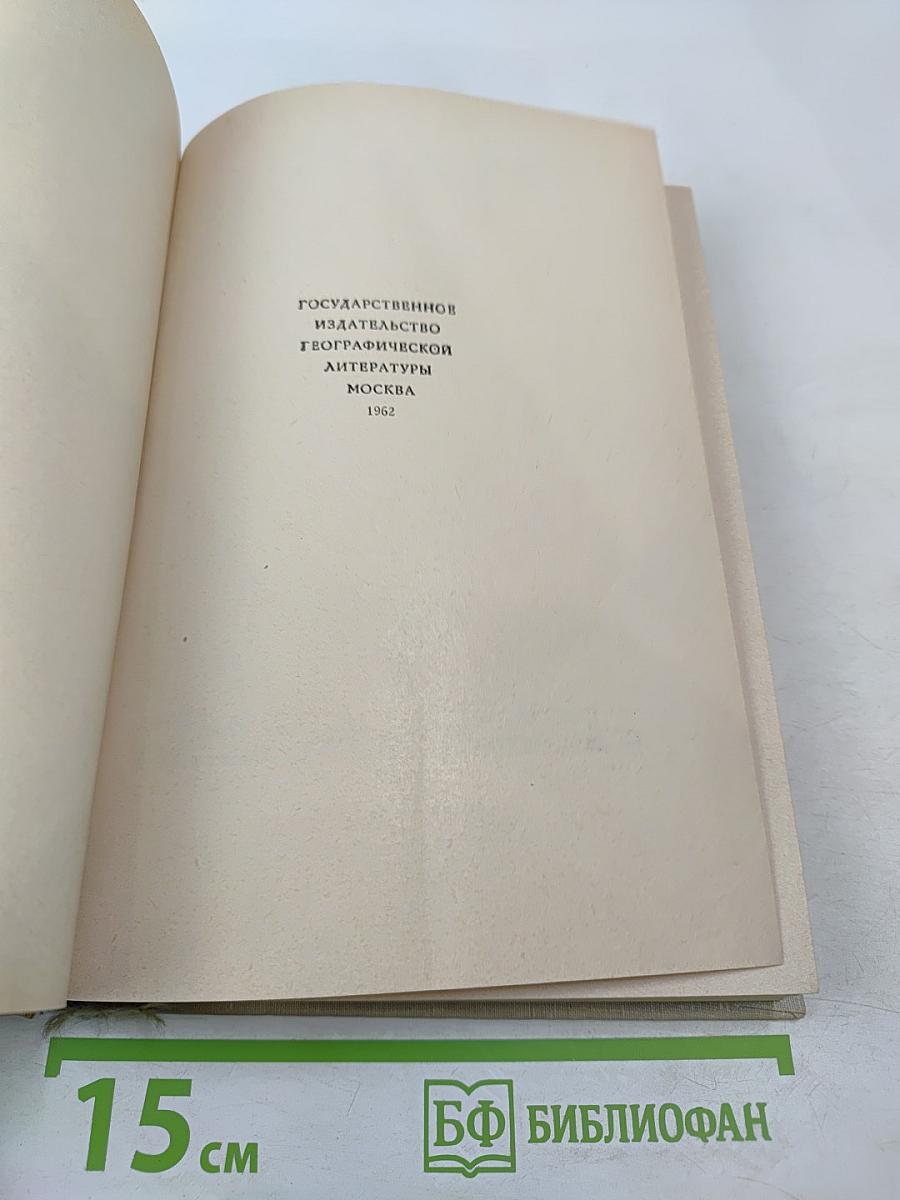 ГОСУДАРСТВЕННОЕ
ИЗДАТЕЛЬСТВО
ГЕОГРАФИЧЕСКОЙ
ЛИТЕРАТУРЫ
МОСКВА
1962
15 см
БФ БИБЛИОФАН